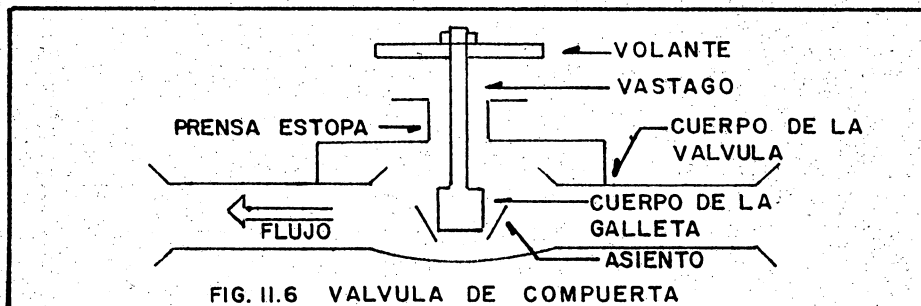 VOLANTE
VASTAGO
PRENSA ESTOPA
CUERPO DE LA
VALVULA
CUERPO DE LA
GALLETA
FLUJO
ASIENTO
FIG. II.6 VALVULA DE COMPUERTA